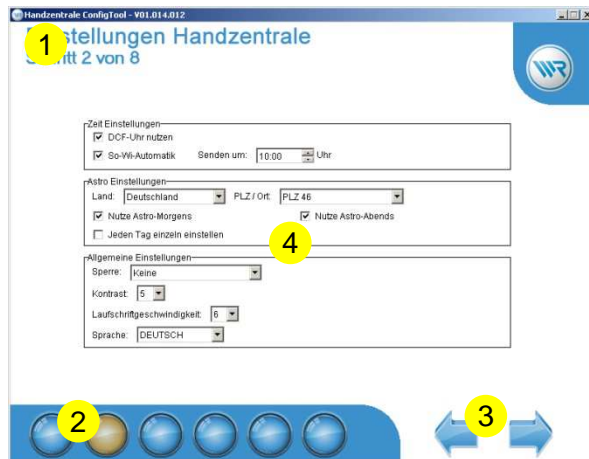 Handzentrale ConfigTool - V01.014.012
1
stellungen Handzentrale
itt 2 von 8
WR
Zeit Einstellungen
DCF-Uhr nutzen
So-Wi-Automatik Senden um: 10:00 Uhr
Astro Einstellungen
Land: Deutschland PLZ / Ort: PLZ 46
Nutze Astro-Morgens Nutze Astro-Abends
Jeden Tag einzeln einstellen
4
Allgemeine Einstellungen
Sperre: Keine
Kontrast: 5
Laufschriftgeschwindigkeit: 6
Sprache: DEUTSCH
2
3